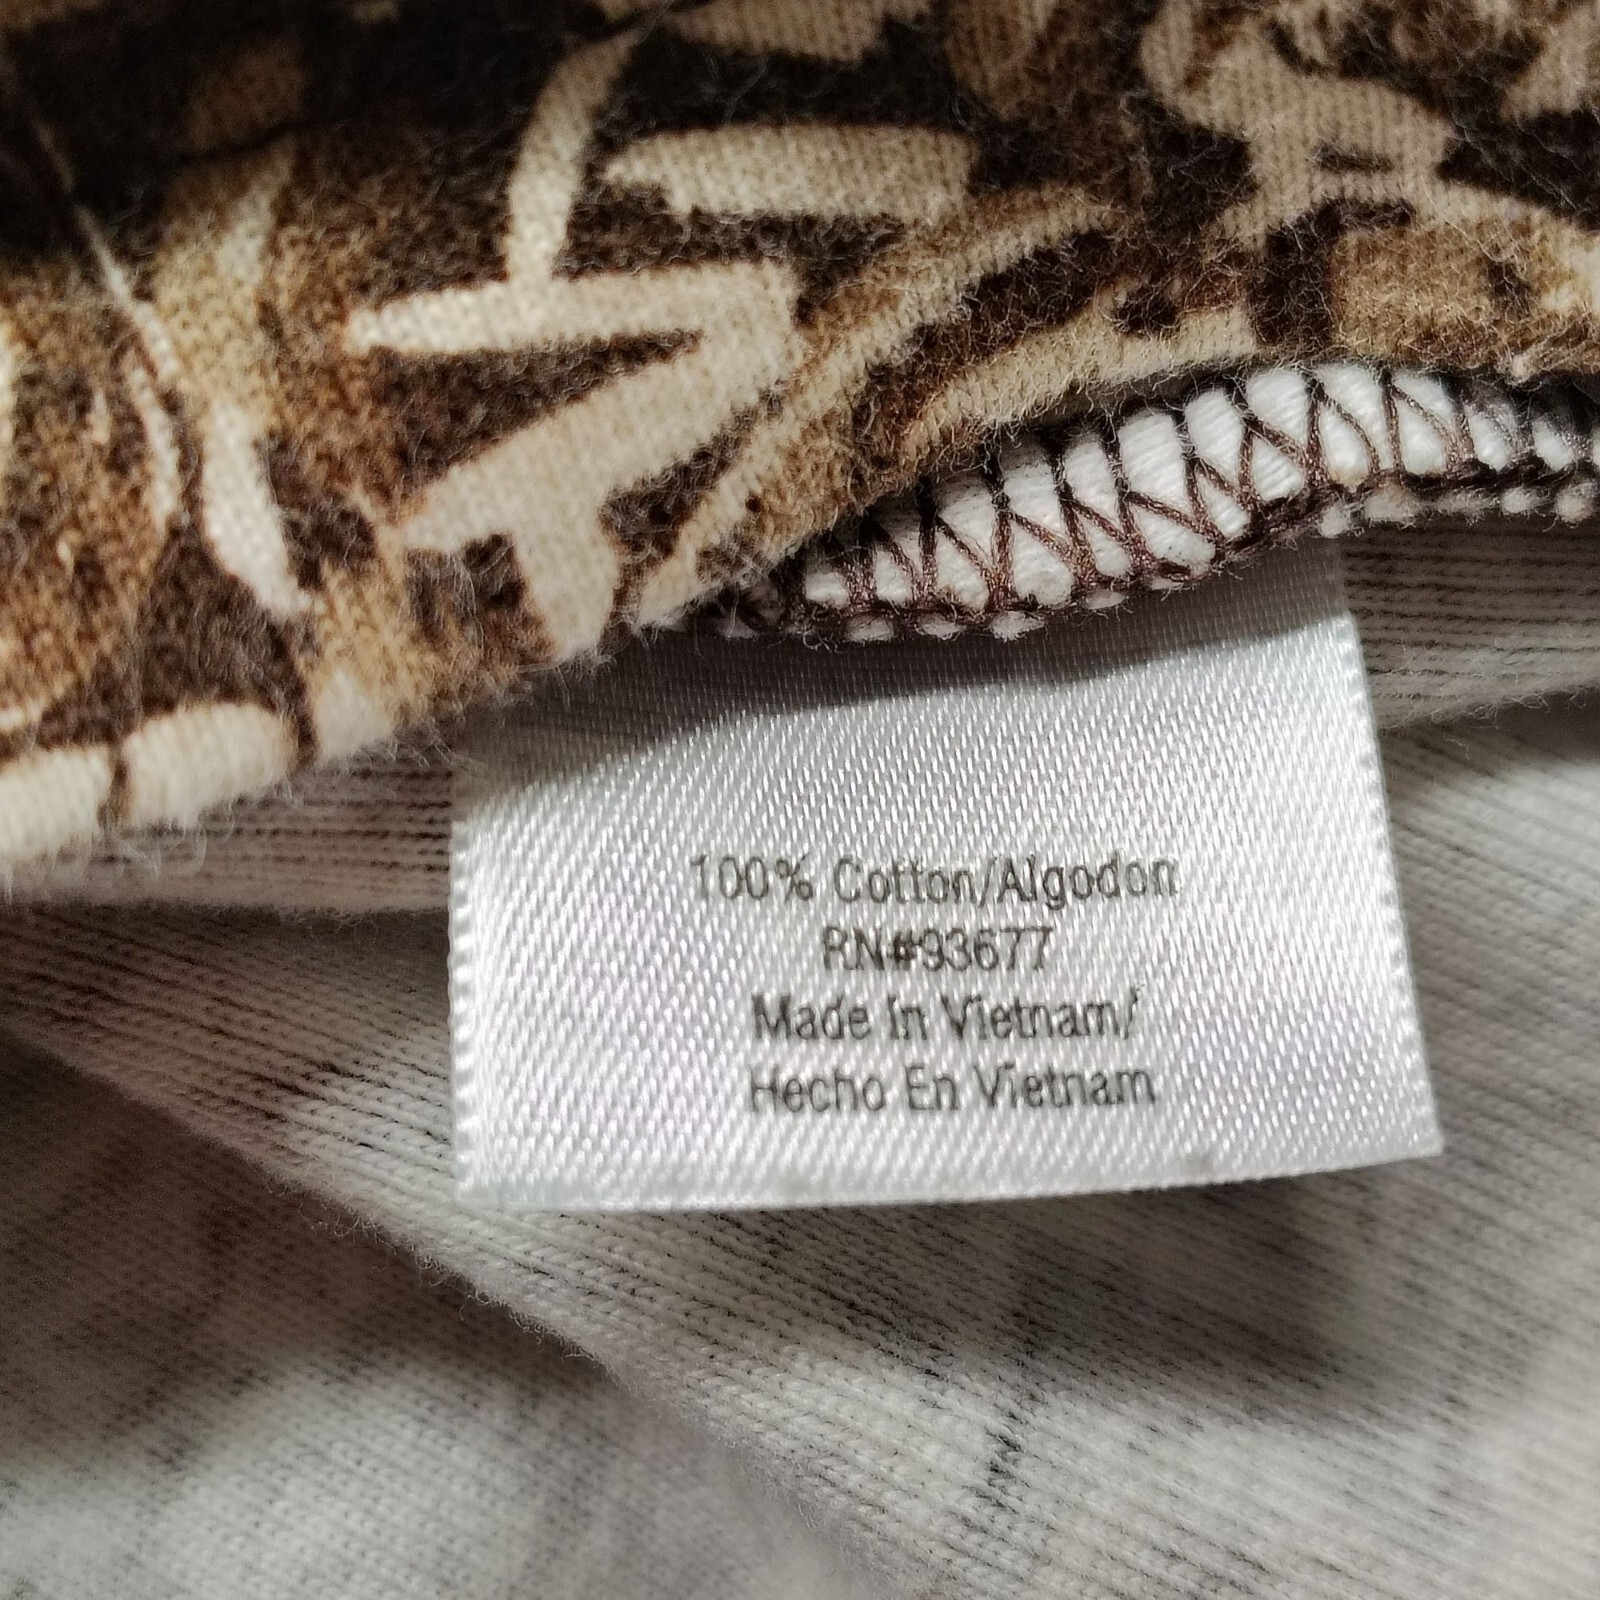 100% Cotton/Algodon
RN#93677
Made In Vietnam/
Hecho En Vietnam